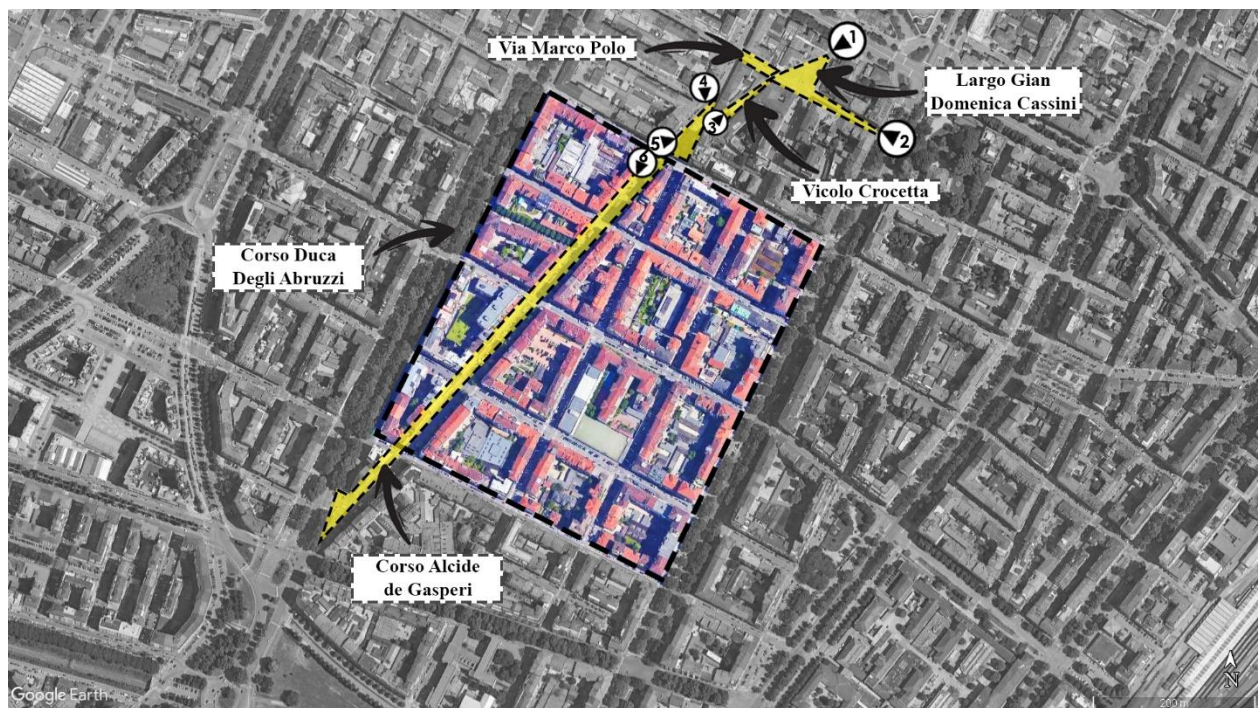 Via Marco Polo
1
Largo Gian
Domenica Cassini
4
3
2
5
6
Vicolo Crocetta
Corso Duca
Degli Abruzzi
Corso Alcide
de Gasperi
Google Earth
N
200 m